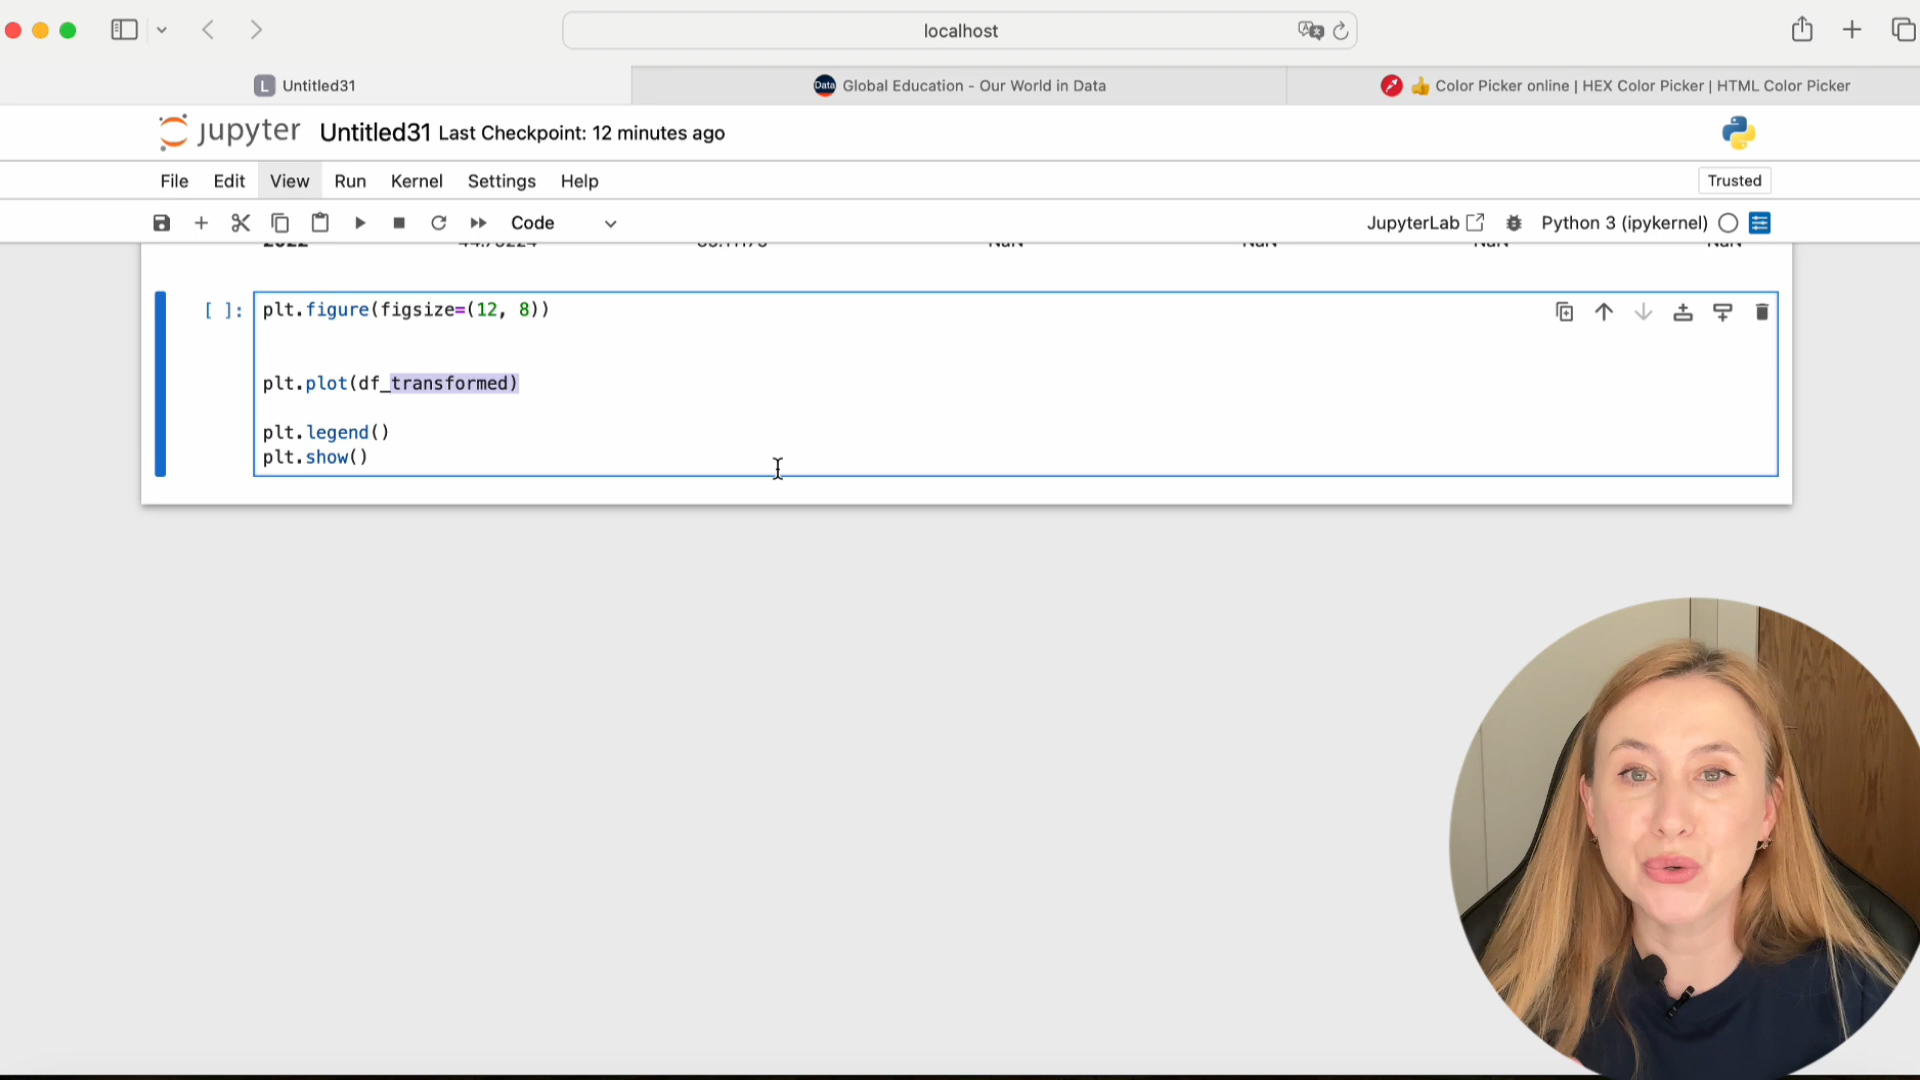 localhost
Untitled31
Global Education - Our World in Data
👍 Color Picker online | HEX Color Picker | HTML Color Picker
jupyter Untitled31 Last Checkpoint: 12 minutes ago
File Edit View Run Kernel Settings Help
Trusted
Code
JupyterLab
Python 3 (ipykernel)
[ ]:
plt.figure(figsize=(12, 8))
plt.plot(df_transformed)
plt.legend()
plt.show()